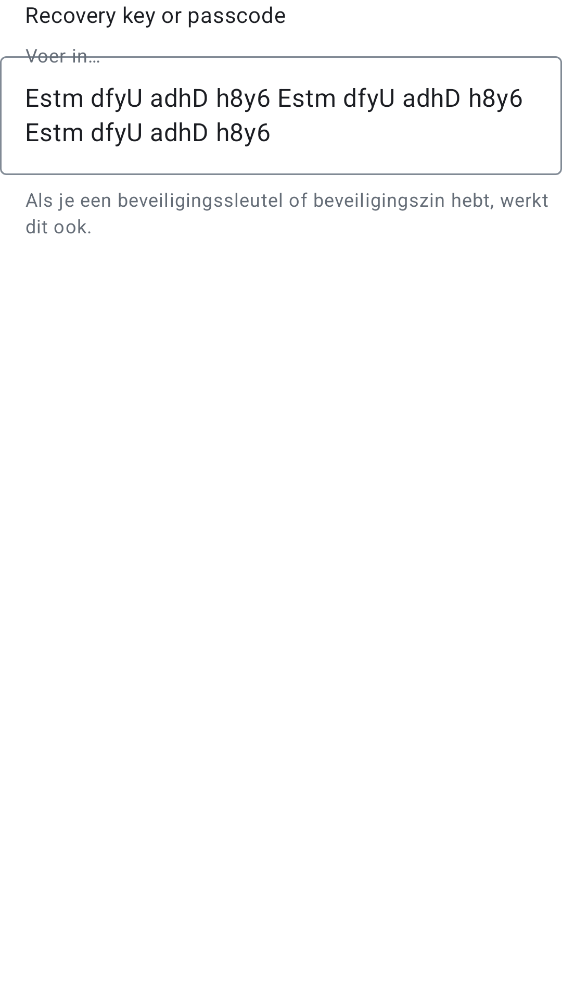 Recovery key or passcode
Voer in…
Estm dfyU adhD h8y6 Estm dfyU adhD h8y6
Estm dfyU adhD h8y6
Als je een beveiligingssleutel of beveiligingszin hebt, werkt
dit ook.